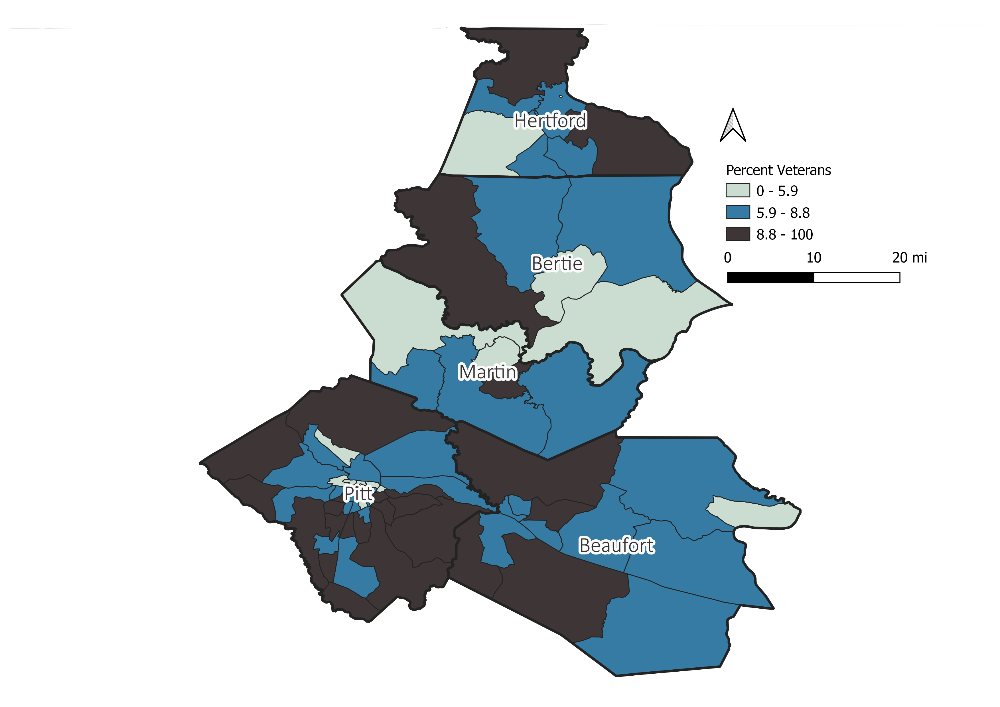 Hertford
Percent Veterans
0 - 5.9
5.9 - 8.8
8.8 - 100
0 10 20 mi
Bertie
Martin
Pitt
Beaufort